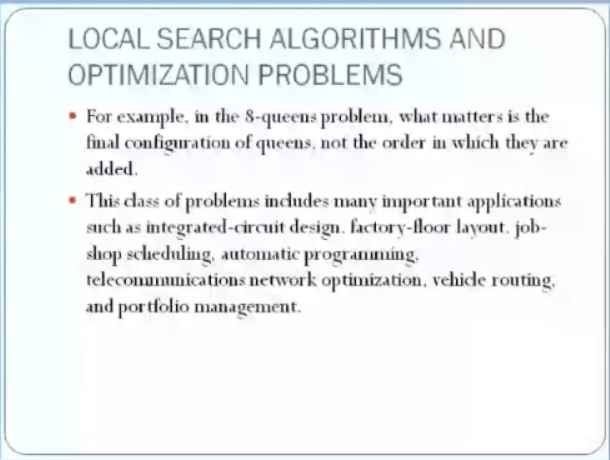 LOCAL SEARCH ALGORITHMS AND
OPTIMIZATION PROBLEMS
• For example, in the 8-queens problem, what matters is the
final configuration of queens, not the order in which they are
added.
• This class of problems includes many important applications
such as integrated-circuit design, factory-floor layout, job-
shop scheduling, automatic programming,
telecommunications network optimization, vehicle routing,
and portfolio management.